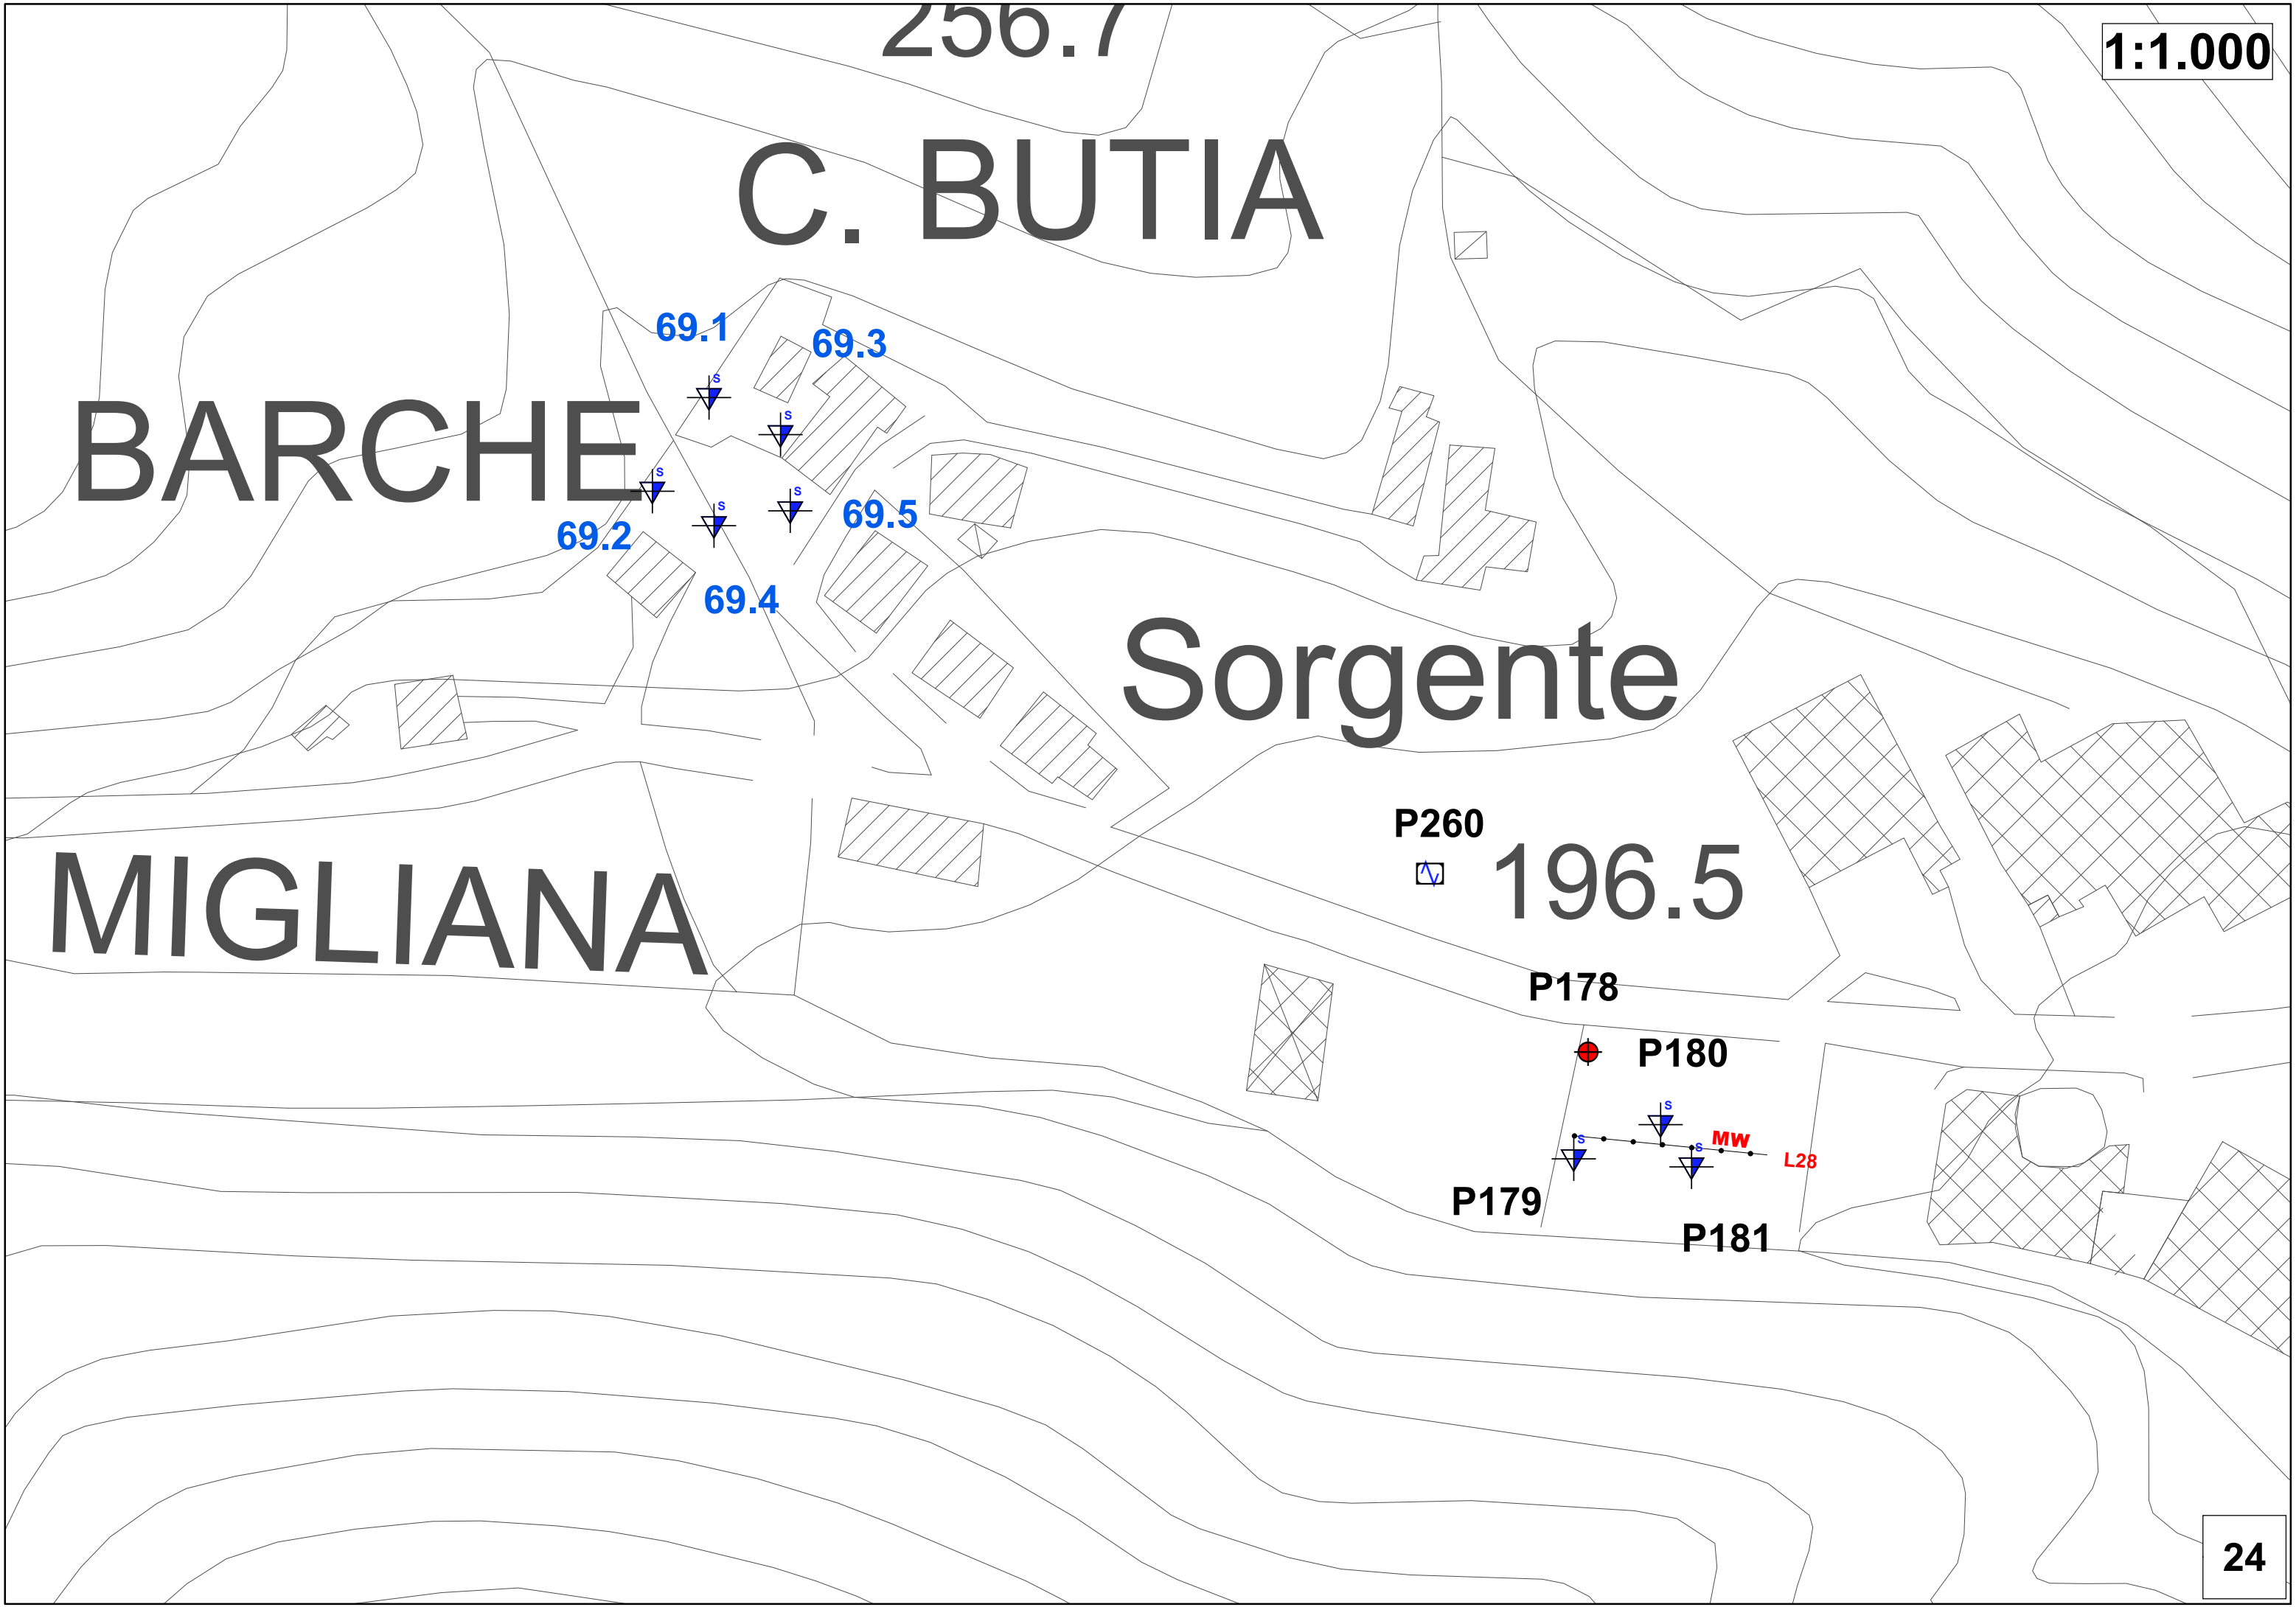 256.7
1:1.000
C. BUTIA
69.1
S
69.3
S
BARCHE
S
S
69.5
S
69.2
69.4
Sorgente
P260
196.5
MIGLIANA
P178
P180
S
S
S
MW
L28
P179
P181
24